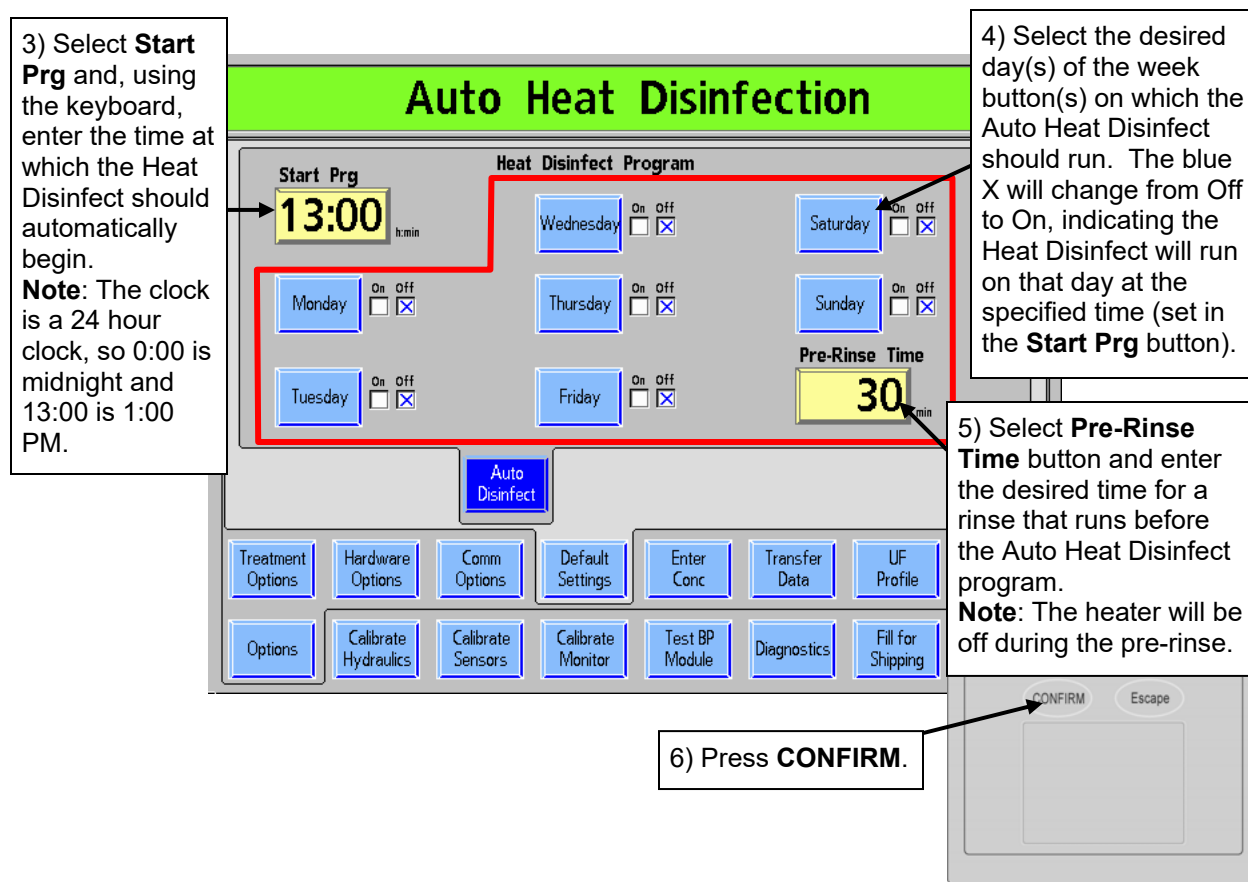 3) Select Start
Prg and, using
the keyboard,
enter the time at
which the Heat
Disinfect should
automatically
begin.
Note: The clock
is a 24 hour
clock, so 0:00 is
midnight and
13:00 is 1:00
PM.
4) Select the desired
day(s) of the week
button(s) on which the
Auto Heat Disinfect
should run. The blue
X will change from Off
to On, indicating the
Heat Disinfect will run
on that day at the
specified time (set in
the Start Prg button).
Auto Heat Disinfection
Heat Disinfect Program
Start Prg
13:00 h:min
Wednesday On Off
Saturday On Off
Monday On Off
Thursday On Off
Sunday On Off
Tuesday On Off
Friday On Off
Pre-Rinse Time
30 min
5) Select Pre-Rinse
Time button and enter
the desired time for a
rinse that runs before
the Auto Heat Disinfect
program.
Note: The heater will be
off during the pre-rinse.
Auto
Disinfect
Treatment
Options
Hardware
Options
Comm
Options
Default
Settings
Enter
Conc
Transfer
Data
UF
Profile
Options
Calibrate
Hydraulics
Calibrate
Sensors
Calibrate
Monitor
Test BP
Module
Diagnostics
Fill for
Shipping
CONFIRM
Escape
6) Press CONFIRM.